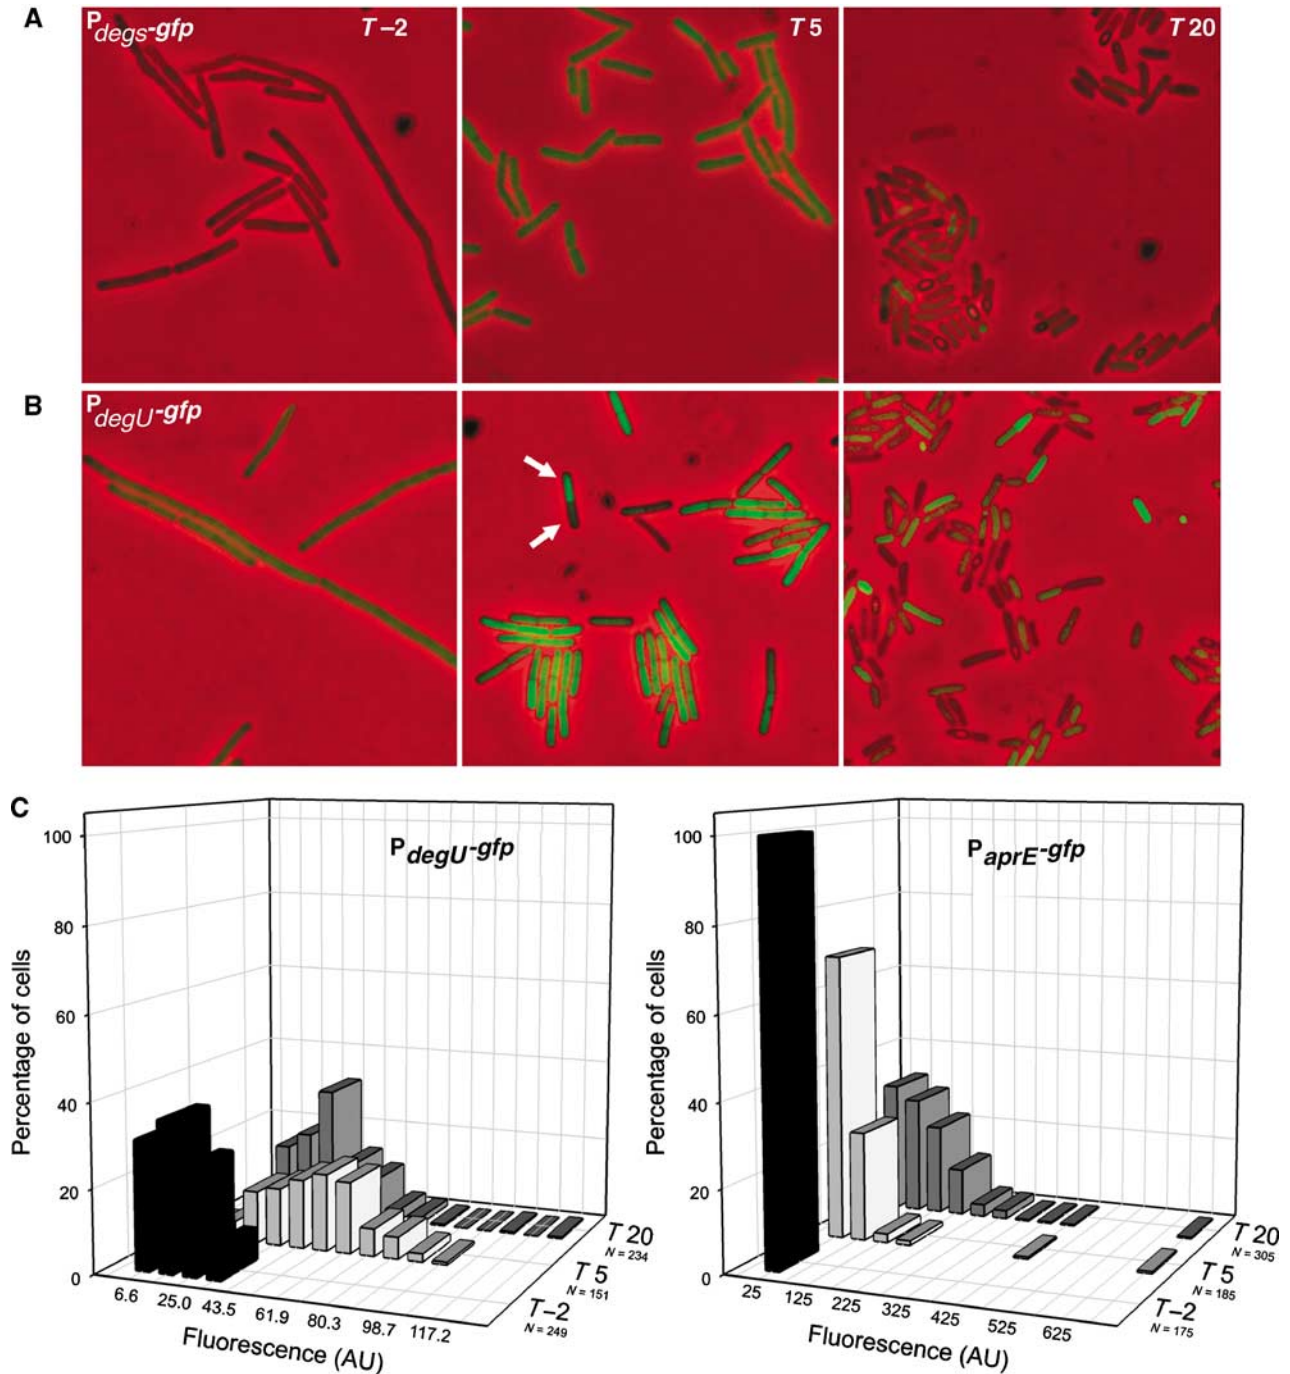 A
P degs-gfp
T –2
T 5
T 20
B
P degU-gfp
C
P degU-gfp
Percentage of cells
100
80
60
40
20
0
6.6 25.0 43.5 61.9 80.3 98.7 117.2
Fluorescence (AU)
T 20
N = 234
T 5
N = 151
T–2
N = 249
P aprE-gfp
Percentage of cells
100
80
60
40
20
0
25 125 225 325 425 525 625
Fluorescence (AU)
T 20
N = 305
T 5
N = 185
T–2
N = 175